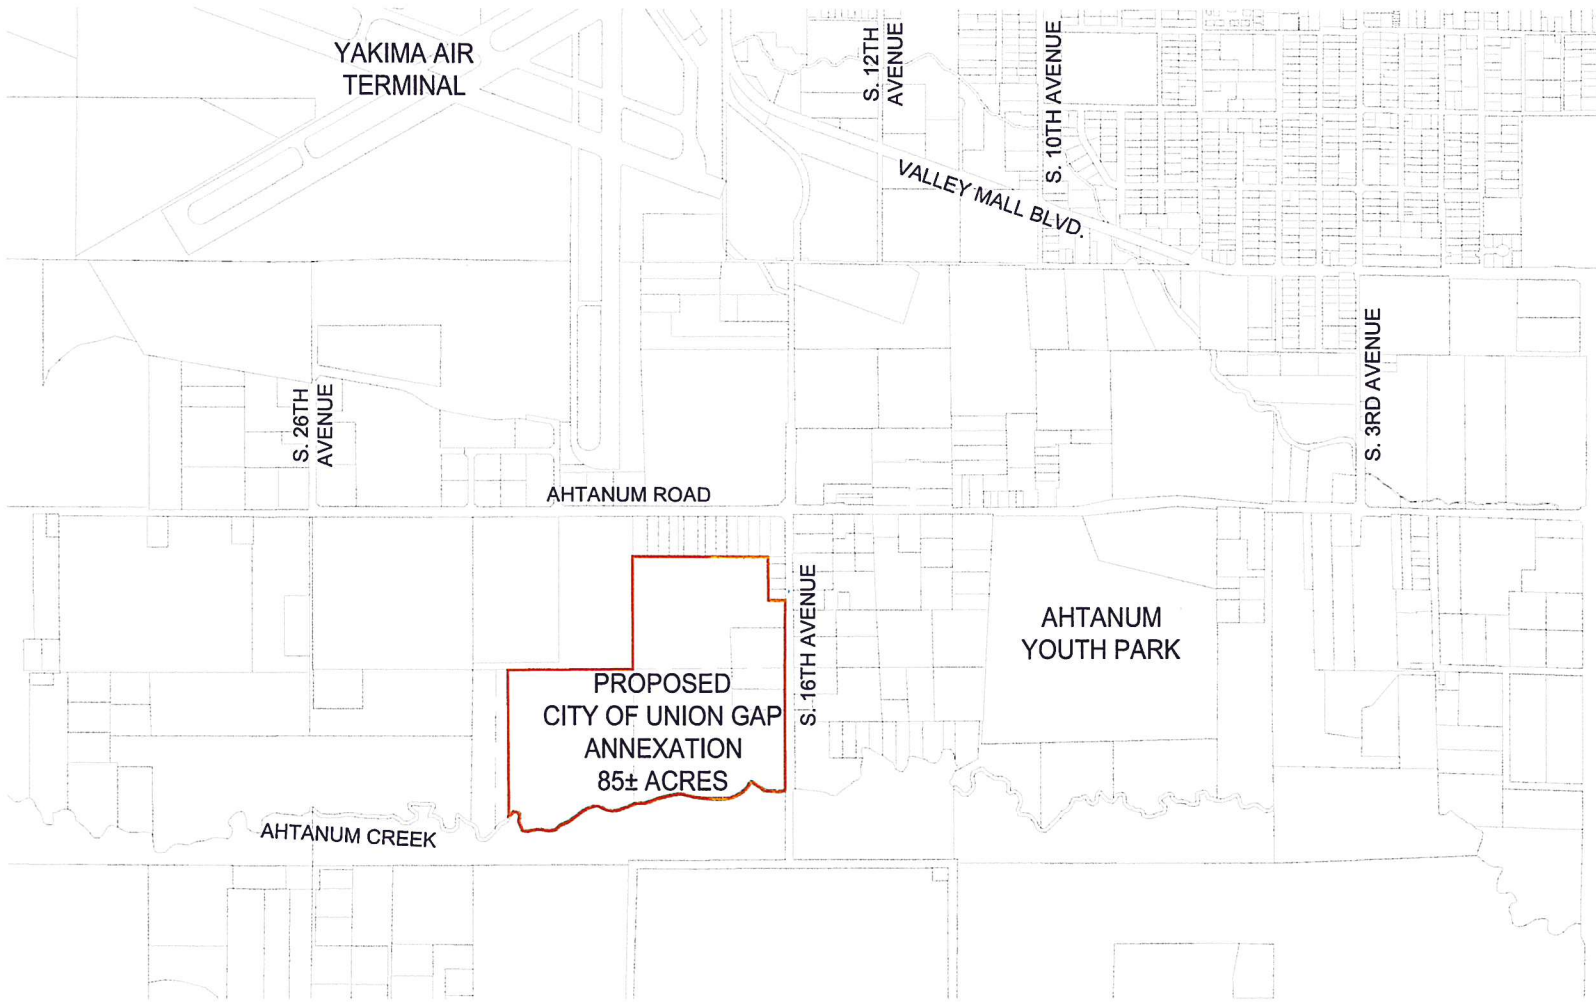 YAKIMA AIR
TERMINAL
S. 12TH
AVENUE
S. 10TH AVENUE
VALLEY MALL BLVD.
S. 26TH
AVENUE
S. 3RD AVENUE
AHTANUM ROAD
S. 16TH AVENUE
AHTANUM
YOUTH PARK
PROPOSED
CITY OF UNION GAP
ANNEXATION
85± ACRES
AHTANUM CREEK